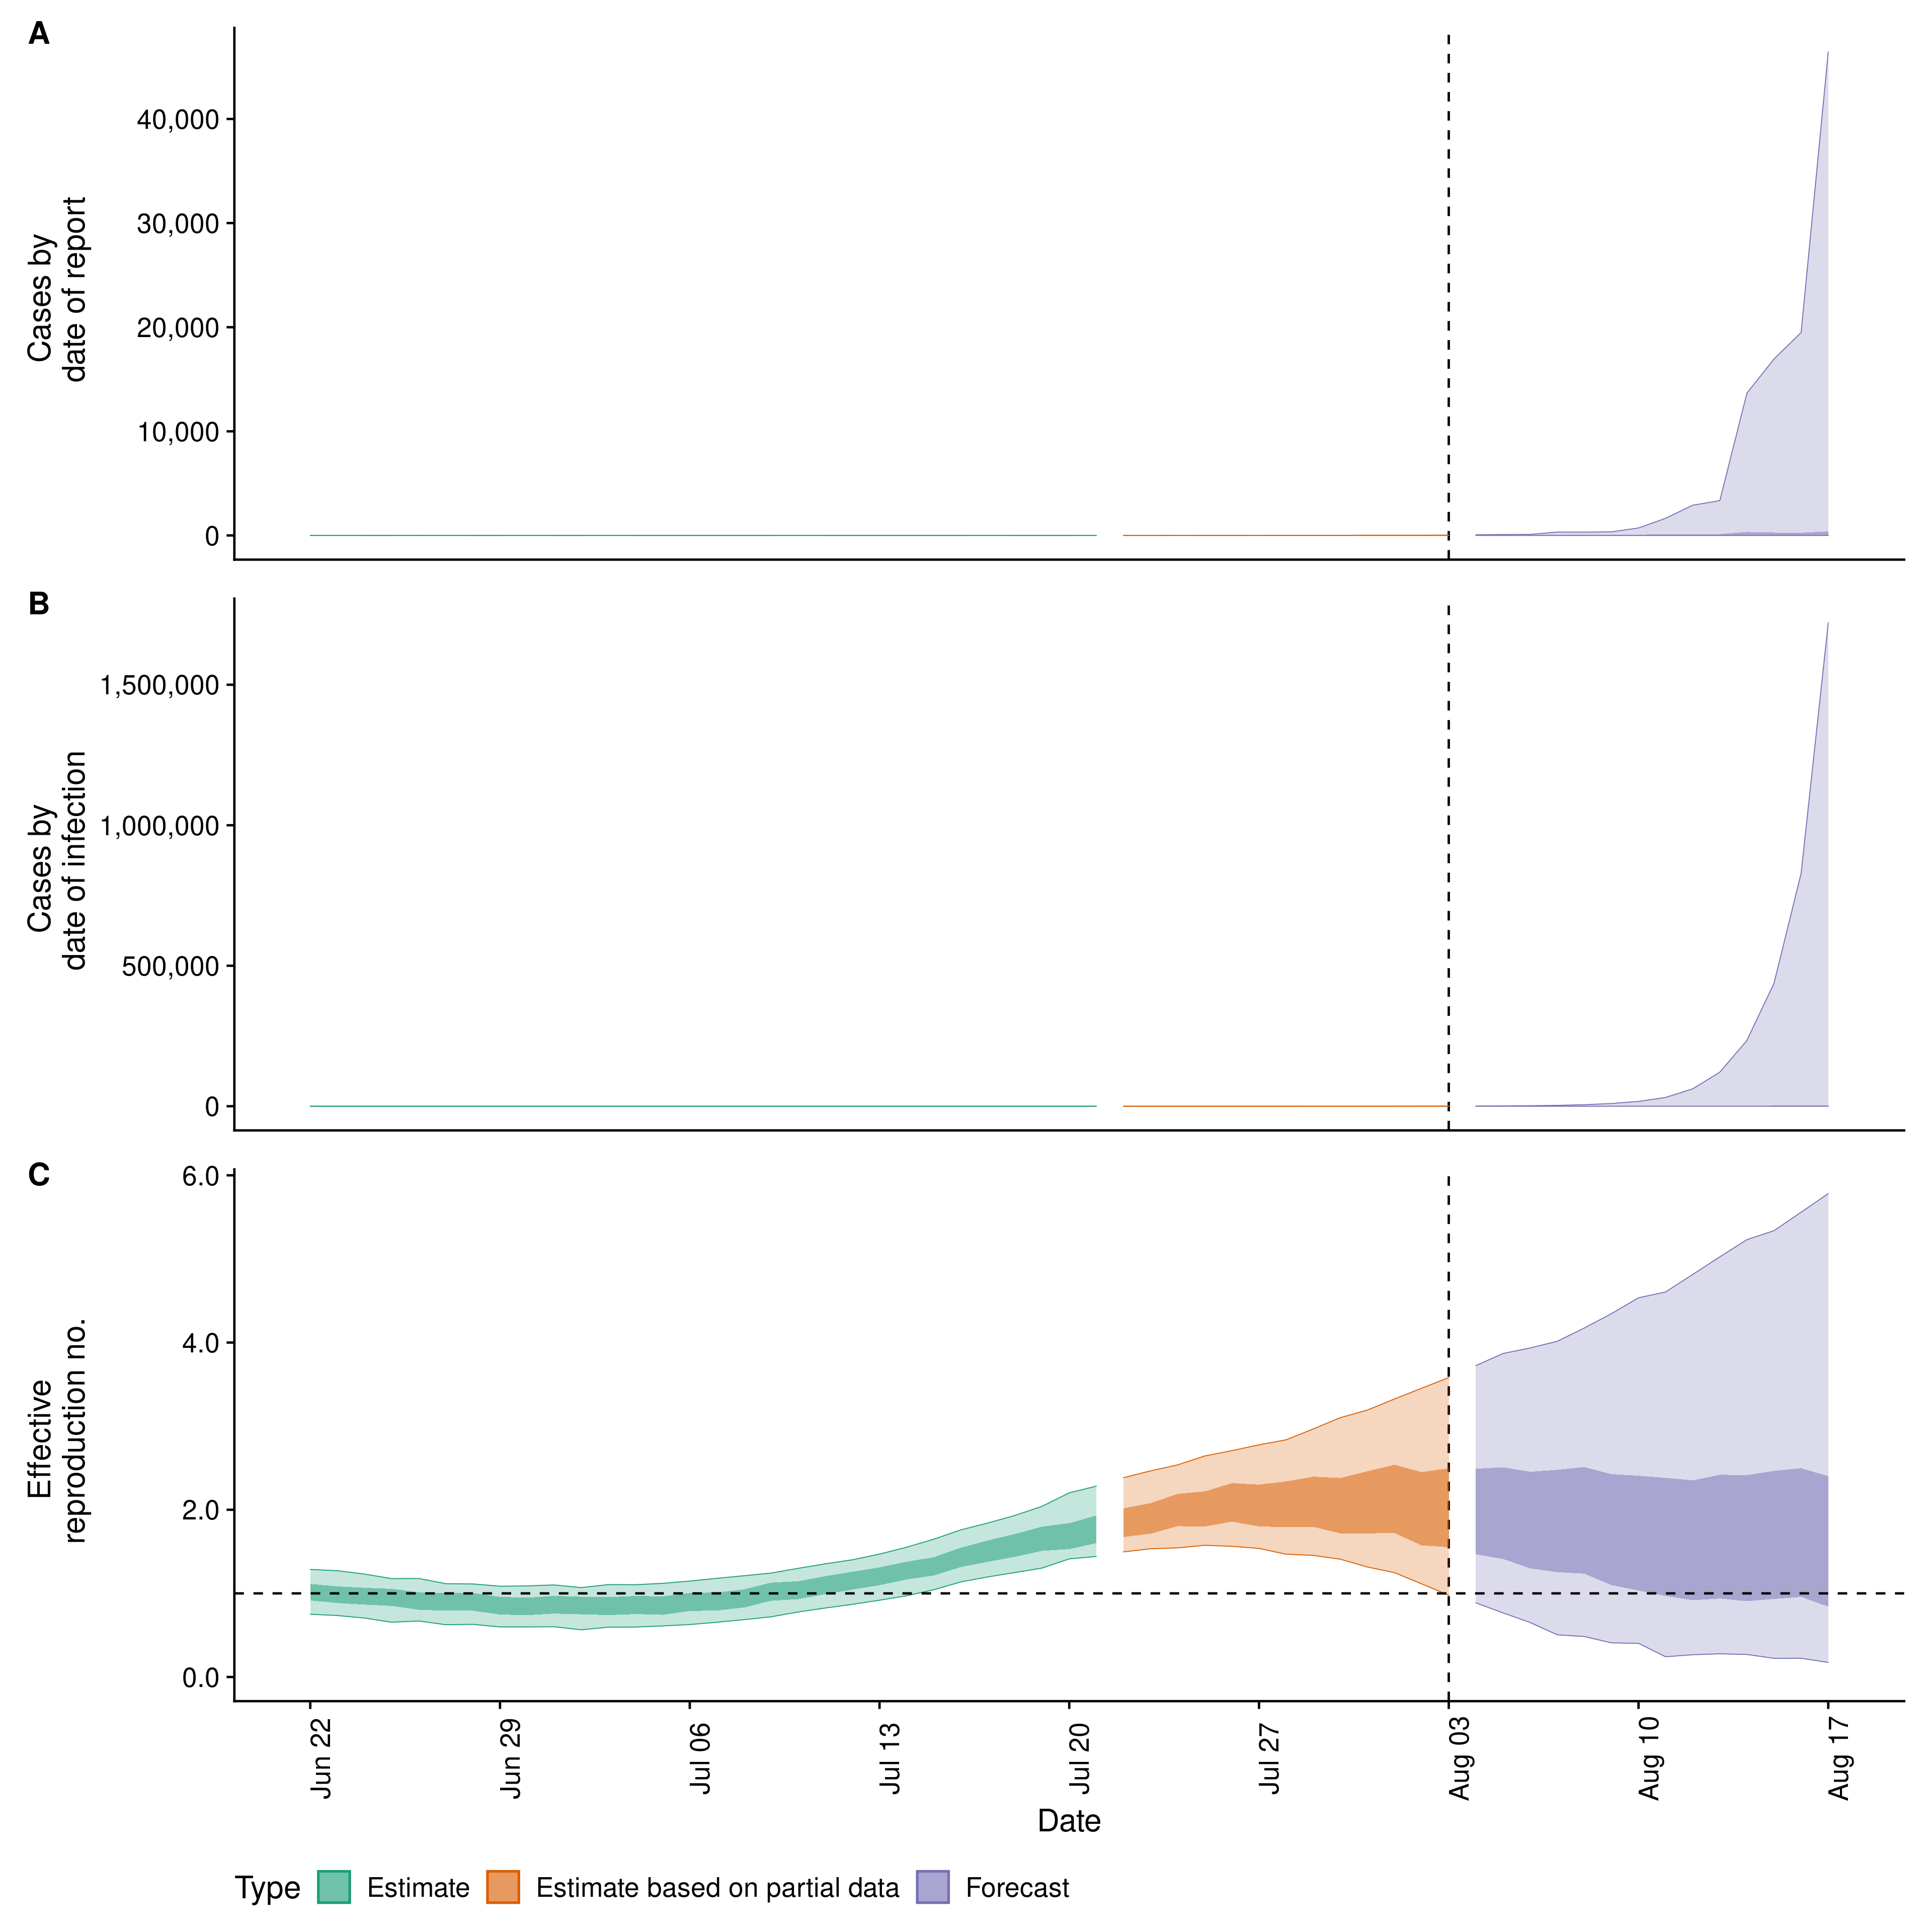 A
Cases by
date of report
40,000
30,000
20,000
10,000
0
B
Cases by
date of infection
1,500,000
1,000,000
500,000
0
C
Effective
reproduction no.
6.0
4.0
2.0
0.0
Jun 22
Jun 29
Jul 06
Jul 13
Jul 20
Jul 27
Aug 03
Aug 10
Aug 17
Date
Type Estimate Estimate based on partial data Forecast